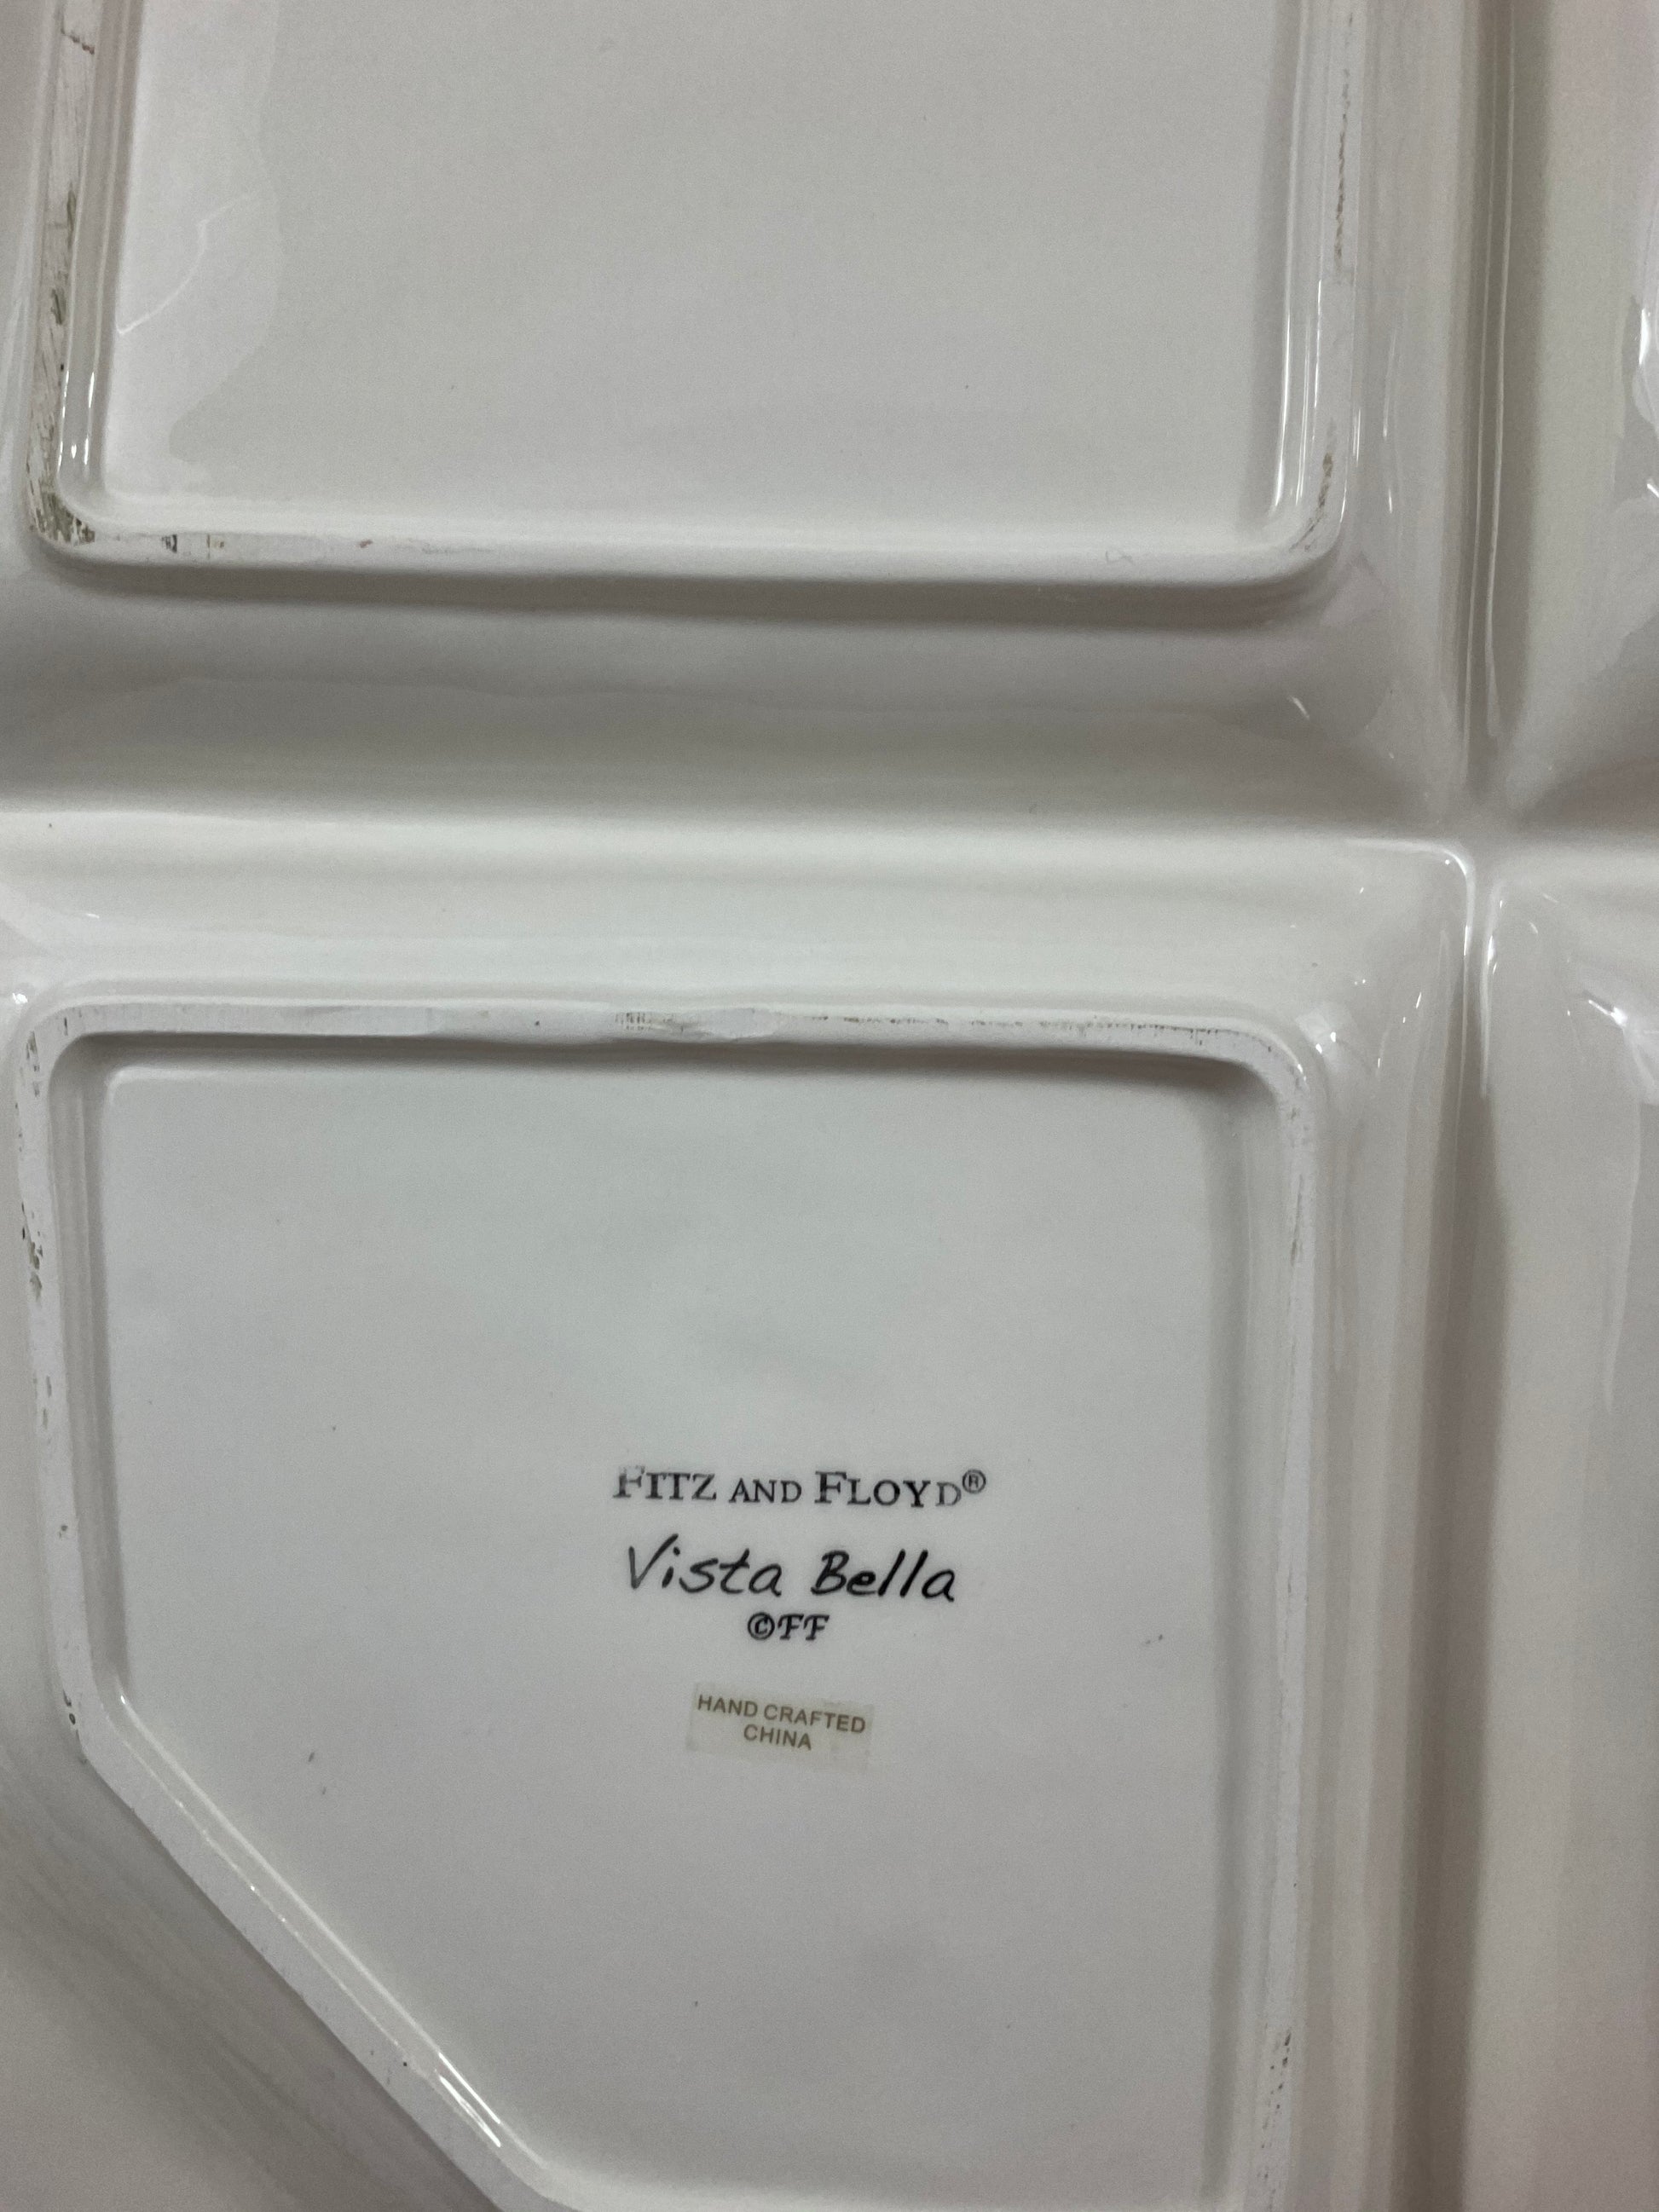 FITZ AND FLOYD®
Vista Bella
©FF
HAND CRAFTED
CHINA